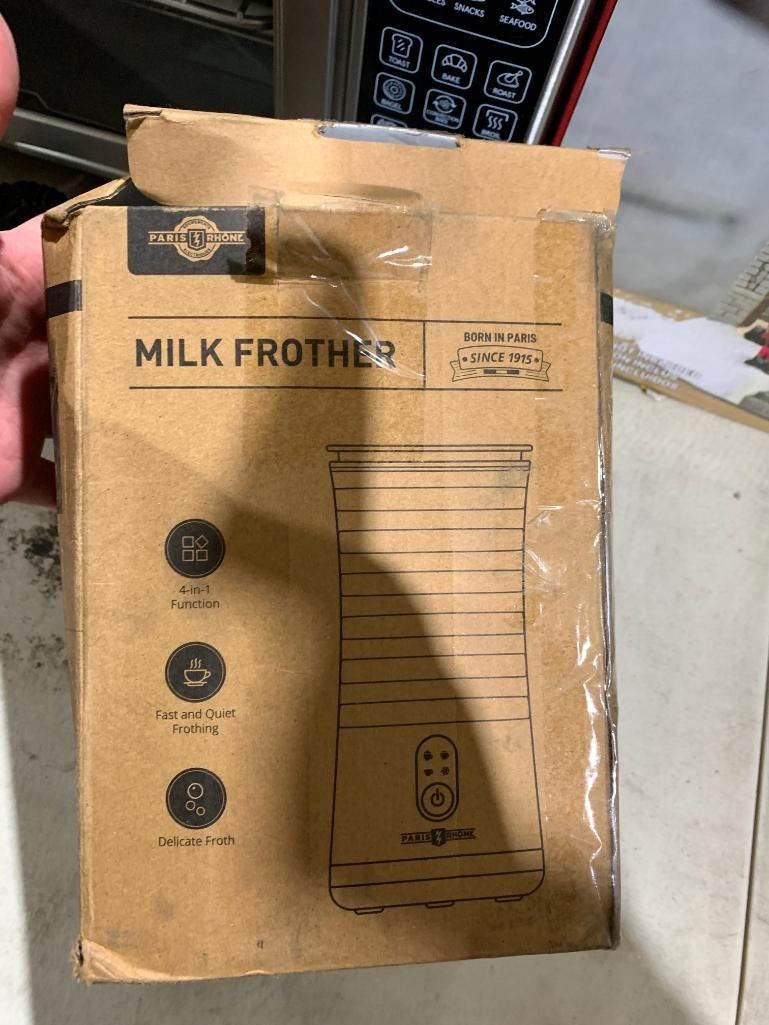 SNACKS
SEAFOOD
TOAST
BAKE
ROAST
BAGEL
BROIL
PARIS RHÔNE
MILK FROTHER
BORN IN PARIS
SINCE 1915
4-in-1
Function
Fast and Quiet
Frothing
Delicate Froth
PARIS RHÔNE